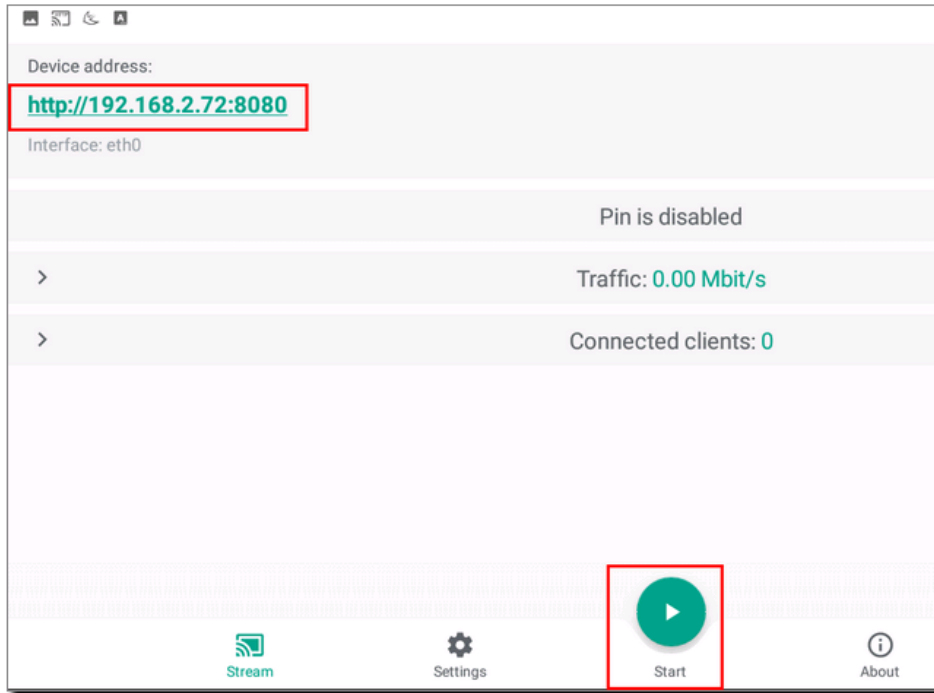 Device address:
http://192.168.2.72:8080
Interface: eth0
Pin is disabled
Traffic: 0.00 Mbit/s
Connected clients: 0
Stream
Settings
Start
About